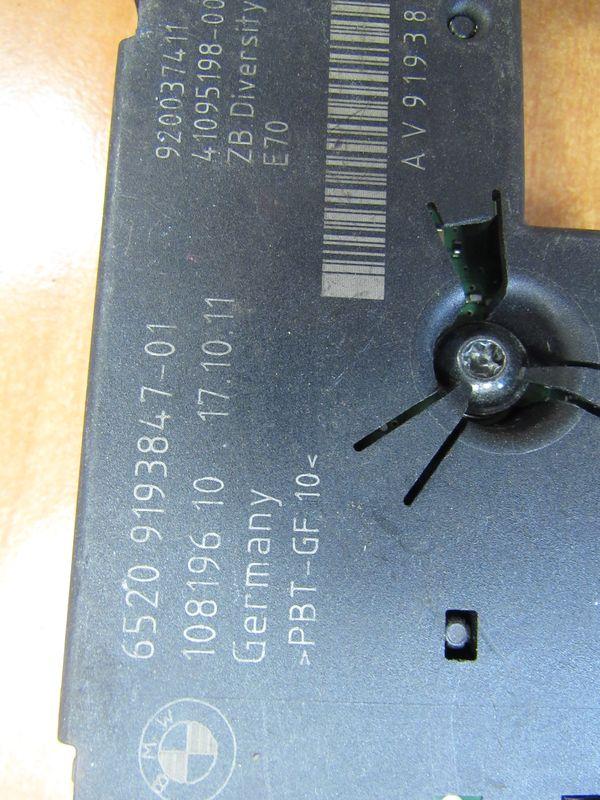 920037411
41095198-00
ZB Diversity
E70
AV91938
6520 9193847-01
108196 10 17.10.11
Germany
>PBT-GF 10<
BMW